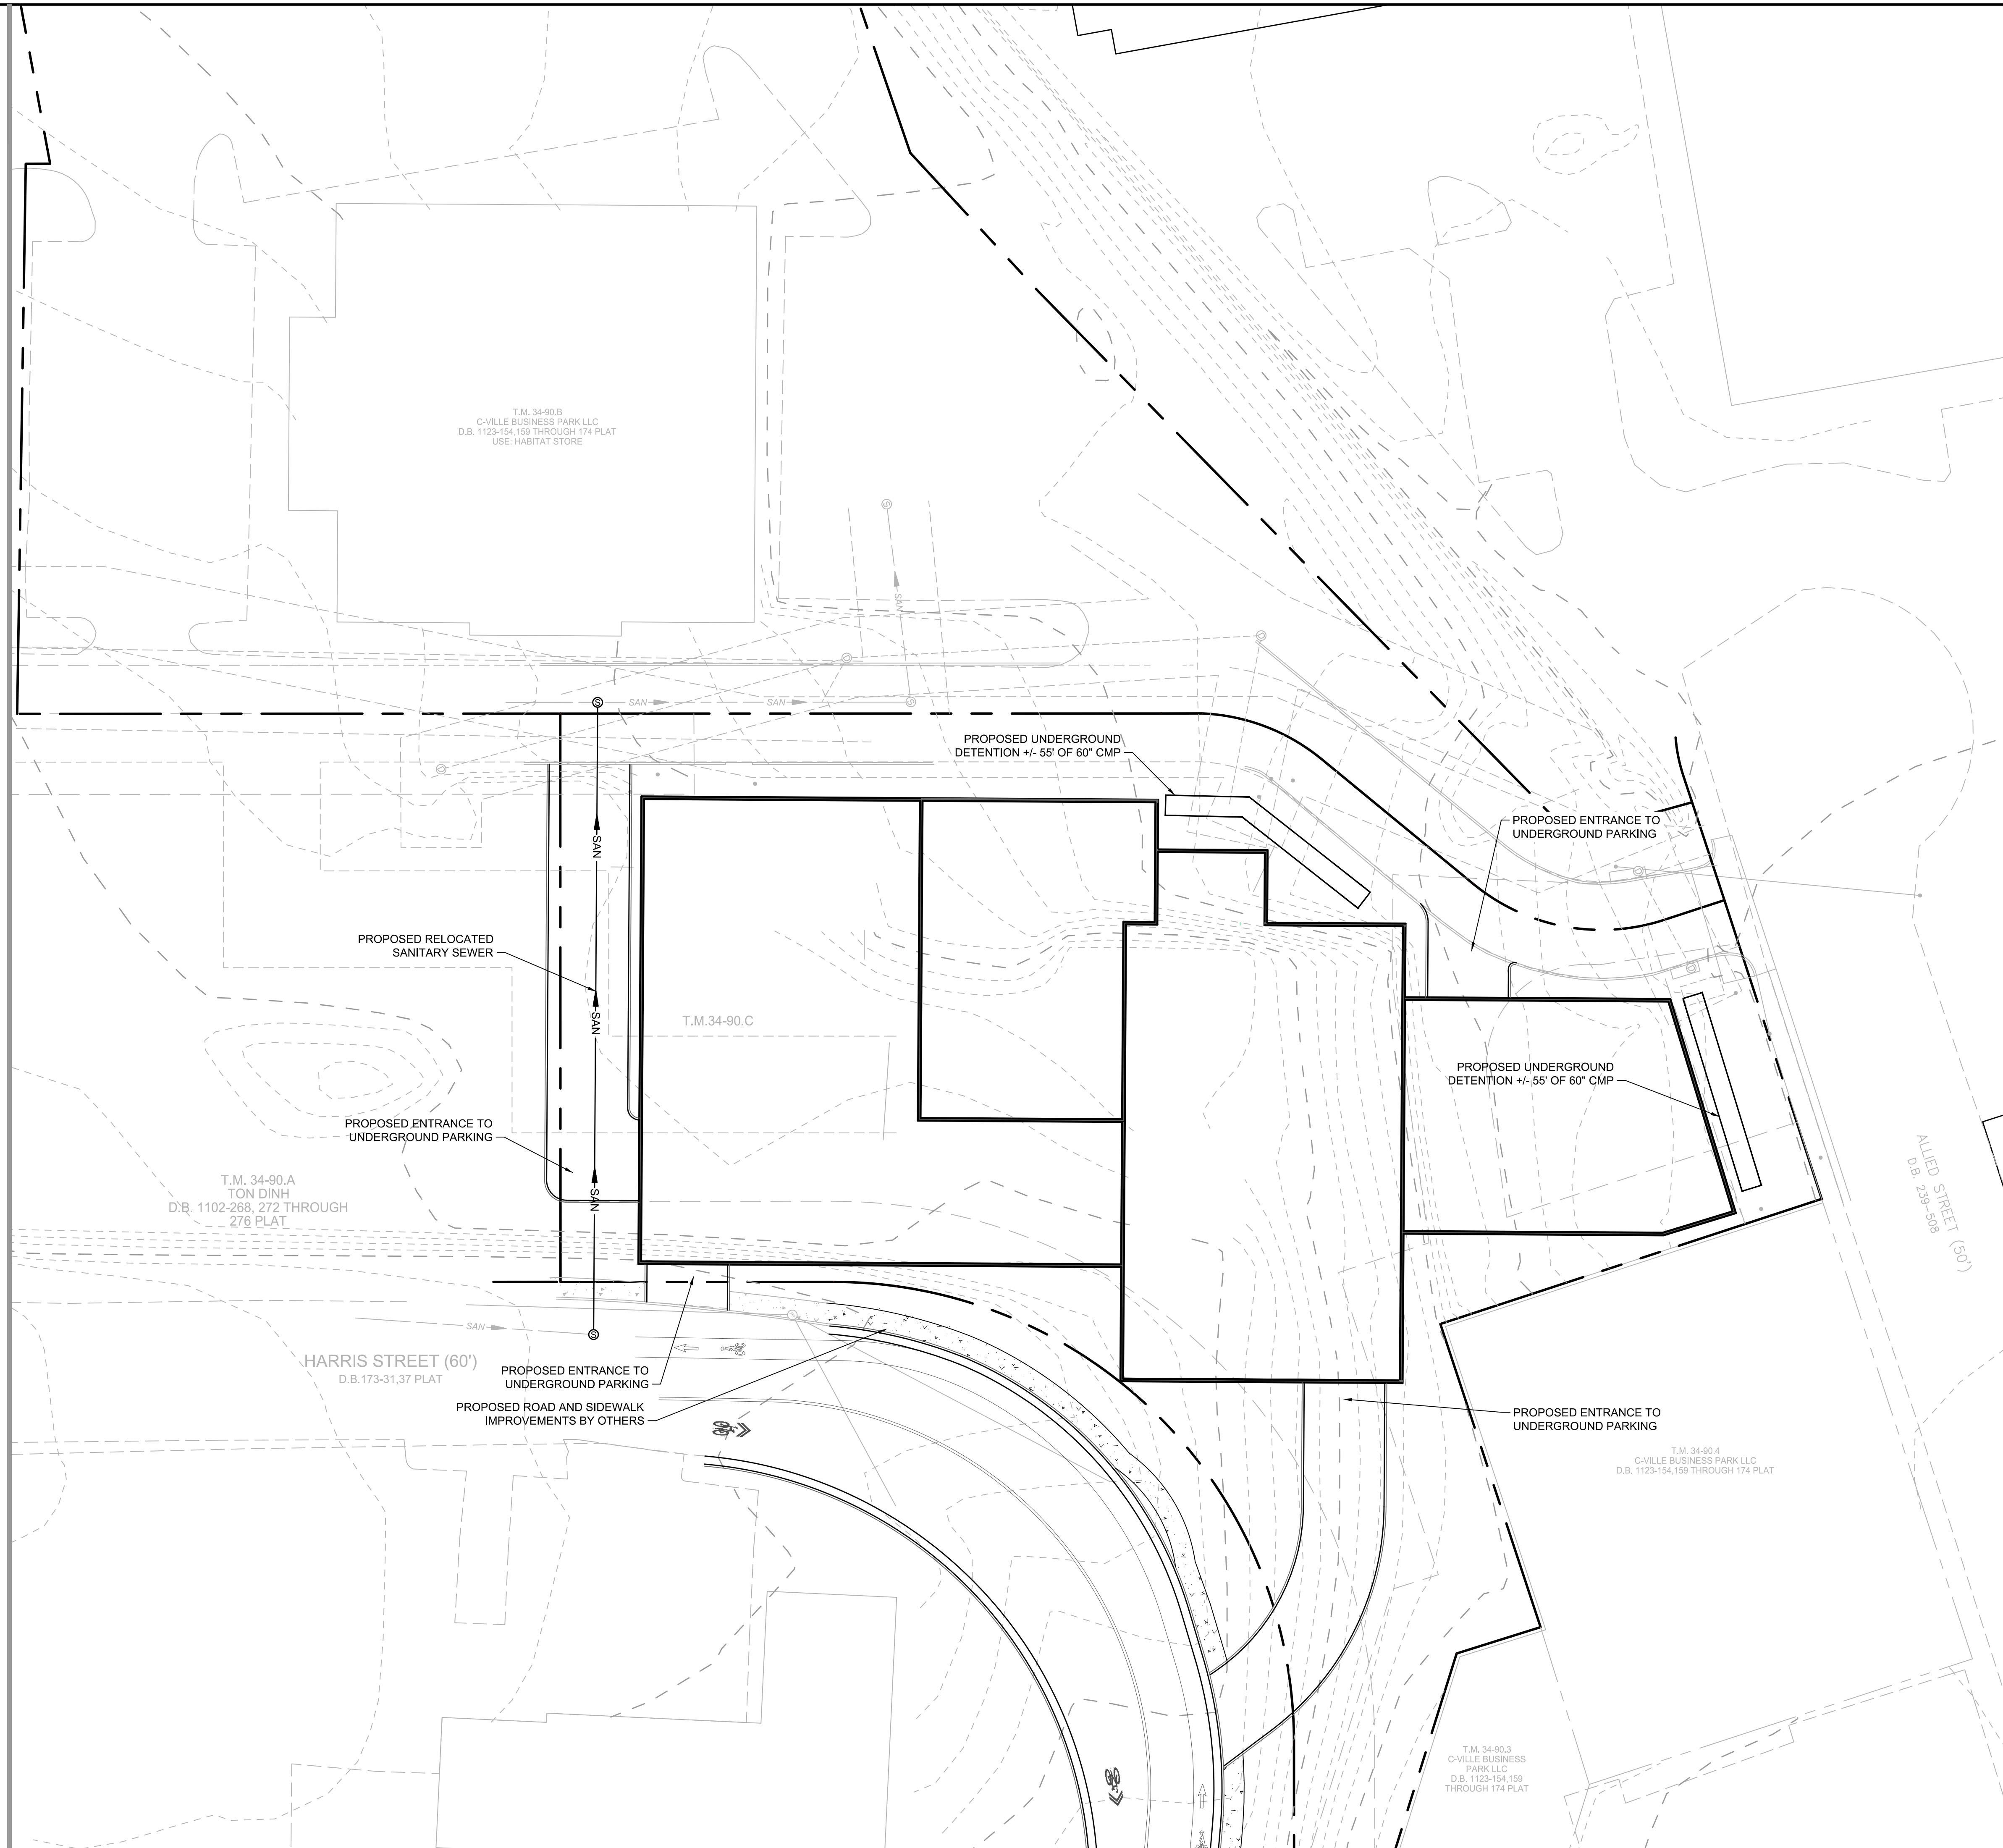 T.M. 34-90.B
C-VILLE BUSINESS PARK LLC
D.B. 1123-154,159 THROUGH 174 PLAT
USE: HABITAT STORE
SAN
SAN
SAN
PROPOSED UNDERGROUND
DETENTION +/- 55' OF 60" CMP
PROPOSED ENTRANCE TO
UNDERGROUND PARKING
SAN
PROPOSED RELOCATED
SANITARY SEWER
SAN
T.M.34-90.C
PROPOSED UNDERGROUND
DETENTION +/- 55' OF 60" CMP
PROPOSED ENTRANCE TO
UNDERGROUND PARKING
SAN
T.M. 34-90.A
TON DINH
D.B. 1102-268, 272 THROUGH
276 PLAT
ALLIED STREET (50')
D.B. 239-508
SAN
HARRIS STREET (60')
D.B.173-31,37 PLAT
PROPOSED ENTRANCE TO
UNDERGROUND PARKING
PROPOSED ROAD AND SIDEWALK
IMPROVEMENTS BY OTHERS
PROPOSED ENTRANCE TO
UNDERGROUND PARKING
T.M. 34-90.4
C-VILLE BUSINESS PARK LLC
D.B. 1123-154,159 THROUGH 174 PLAT
T.M. 34-90.3
C-VILLE BUSINESS
PARK LLC
D.B. 1123-154,159
THROUGH 174 PLAT
S
S
S
S